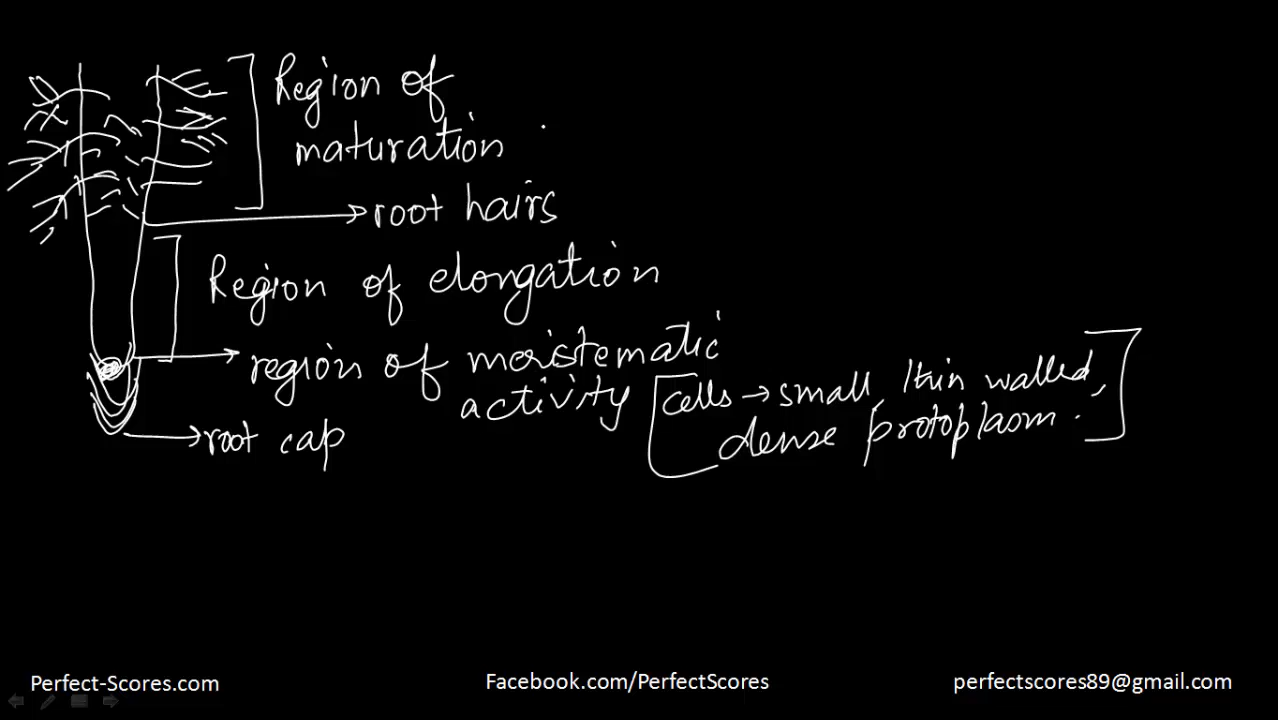 Region of
maturation
root hairs
Region of elongation
region of meristematic
activity [cells → small, thin walled,
dense protoplasm.]
root cap
Perfect-Scores.com
Facebook.com/PerfectScores
perfectscores89@gmail.com